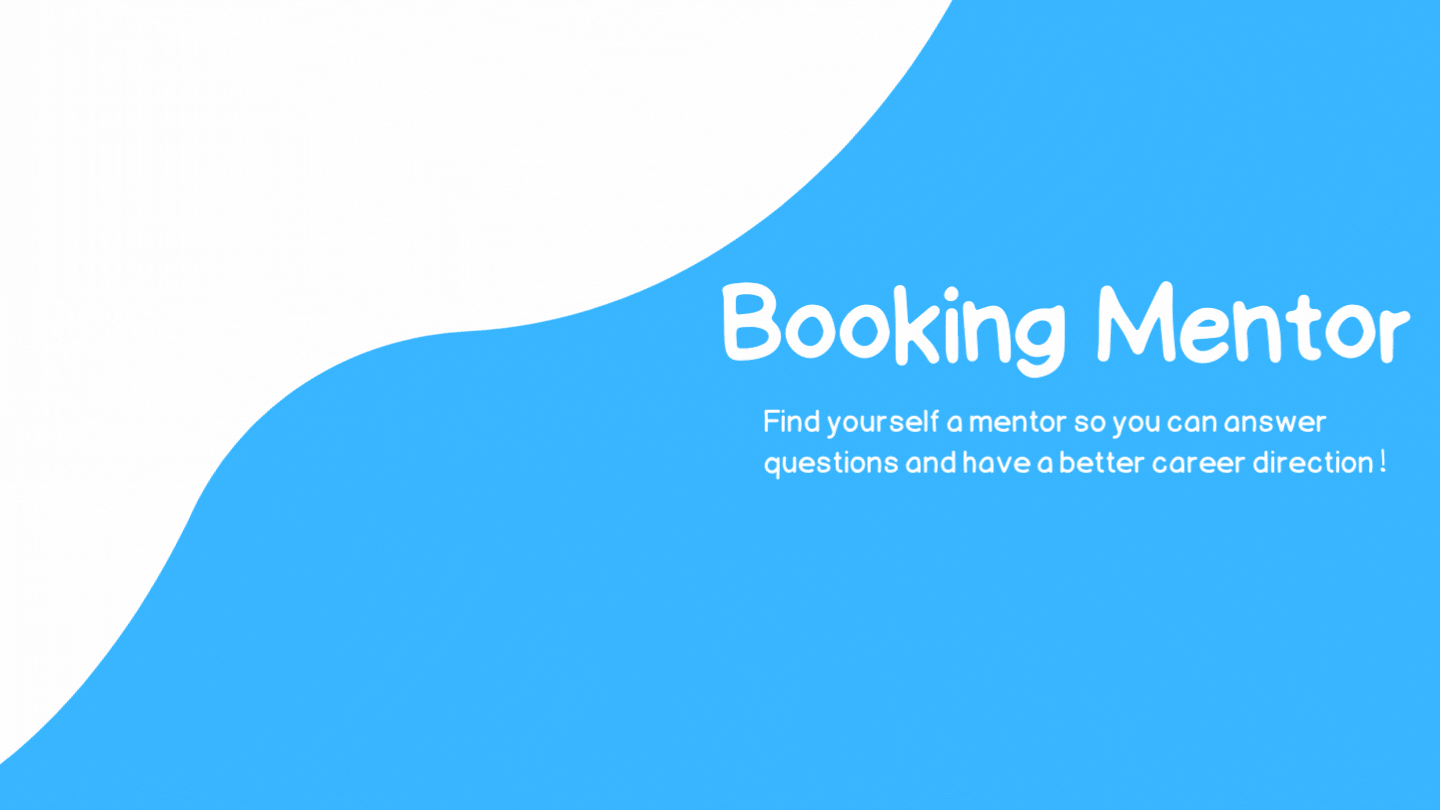 Booking Mentor
Find yourself a mentor so you can answer
questions and have a better career direction !